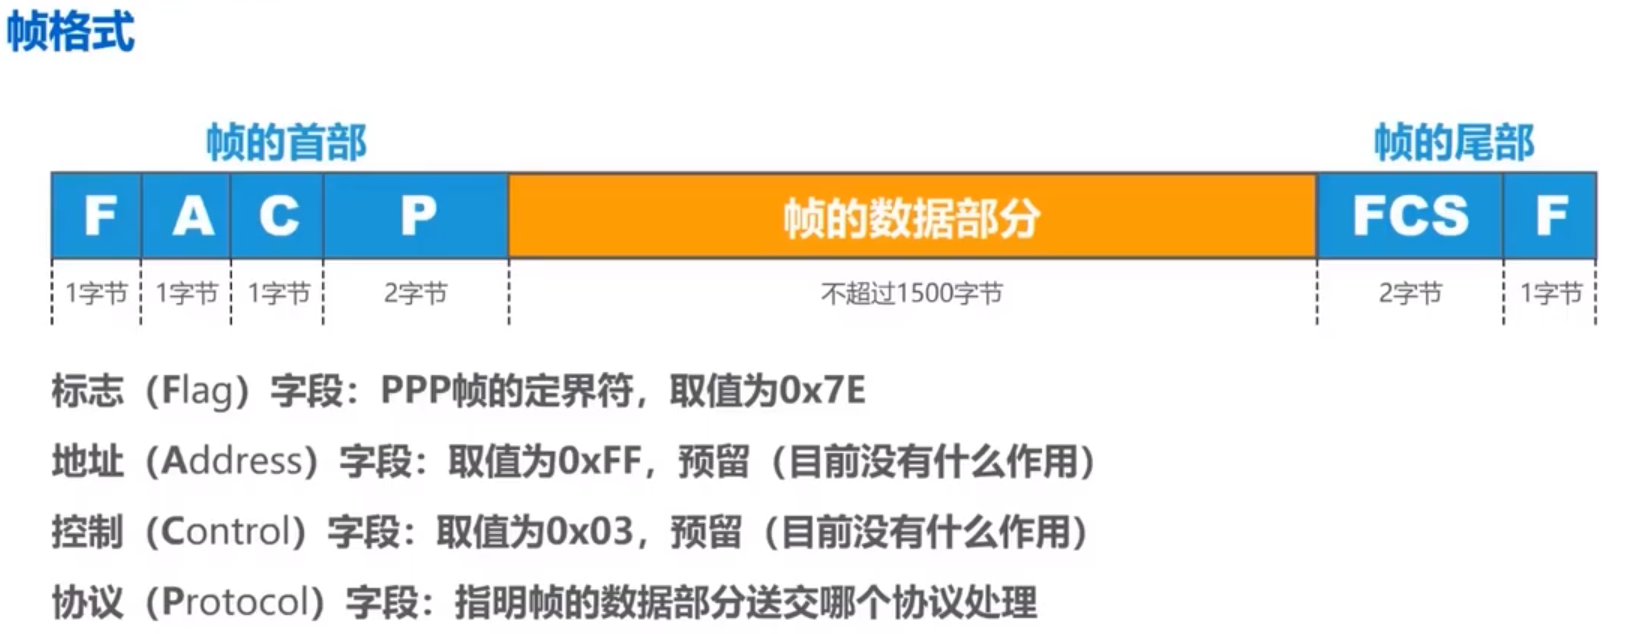 帧格式
帧的首部 帧的尾部
F A C P 帧的数据部分 FCS F
1字节 1字节 1字节 2字节 不超过1500字节 2字节 1字节
标志（Flag）字段：PPP帧的定界符，取值为0x7E
地址（Address）字段：取值为0xFF，预留（目前没有什么作用）
控制（Control）字段：取值为0x03，预留（目前没有什么作用）
协议（Protocol）字段：指明帧的数据部分送交哪个协议处理